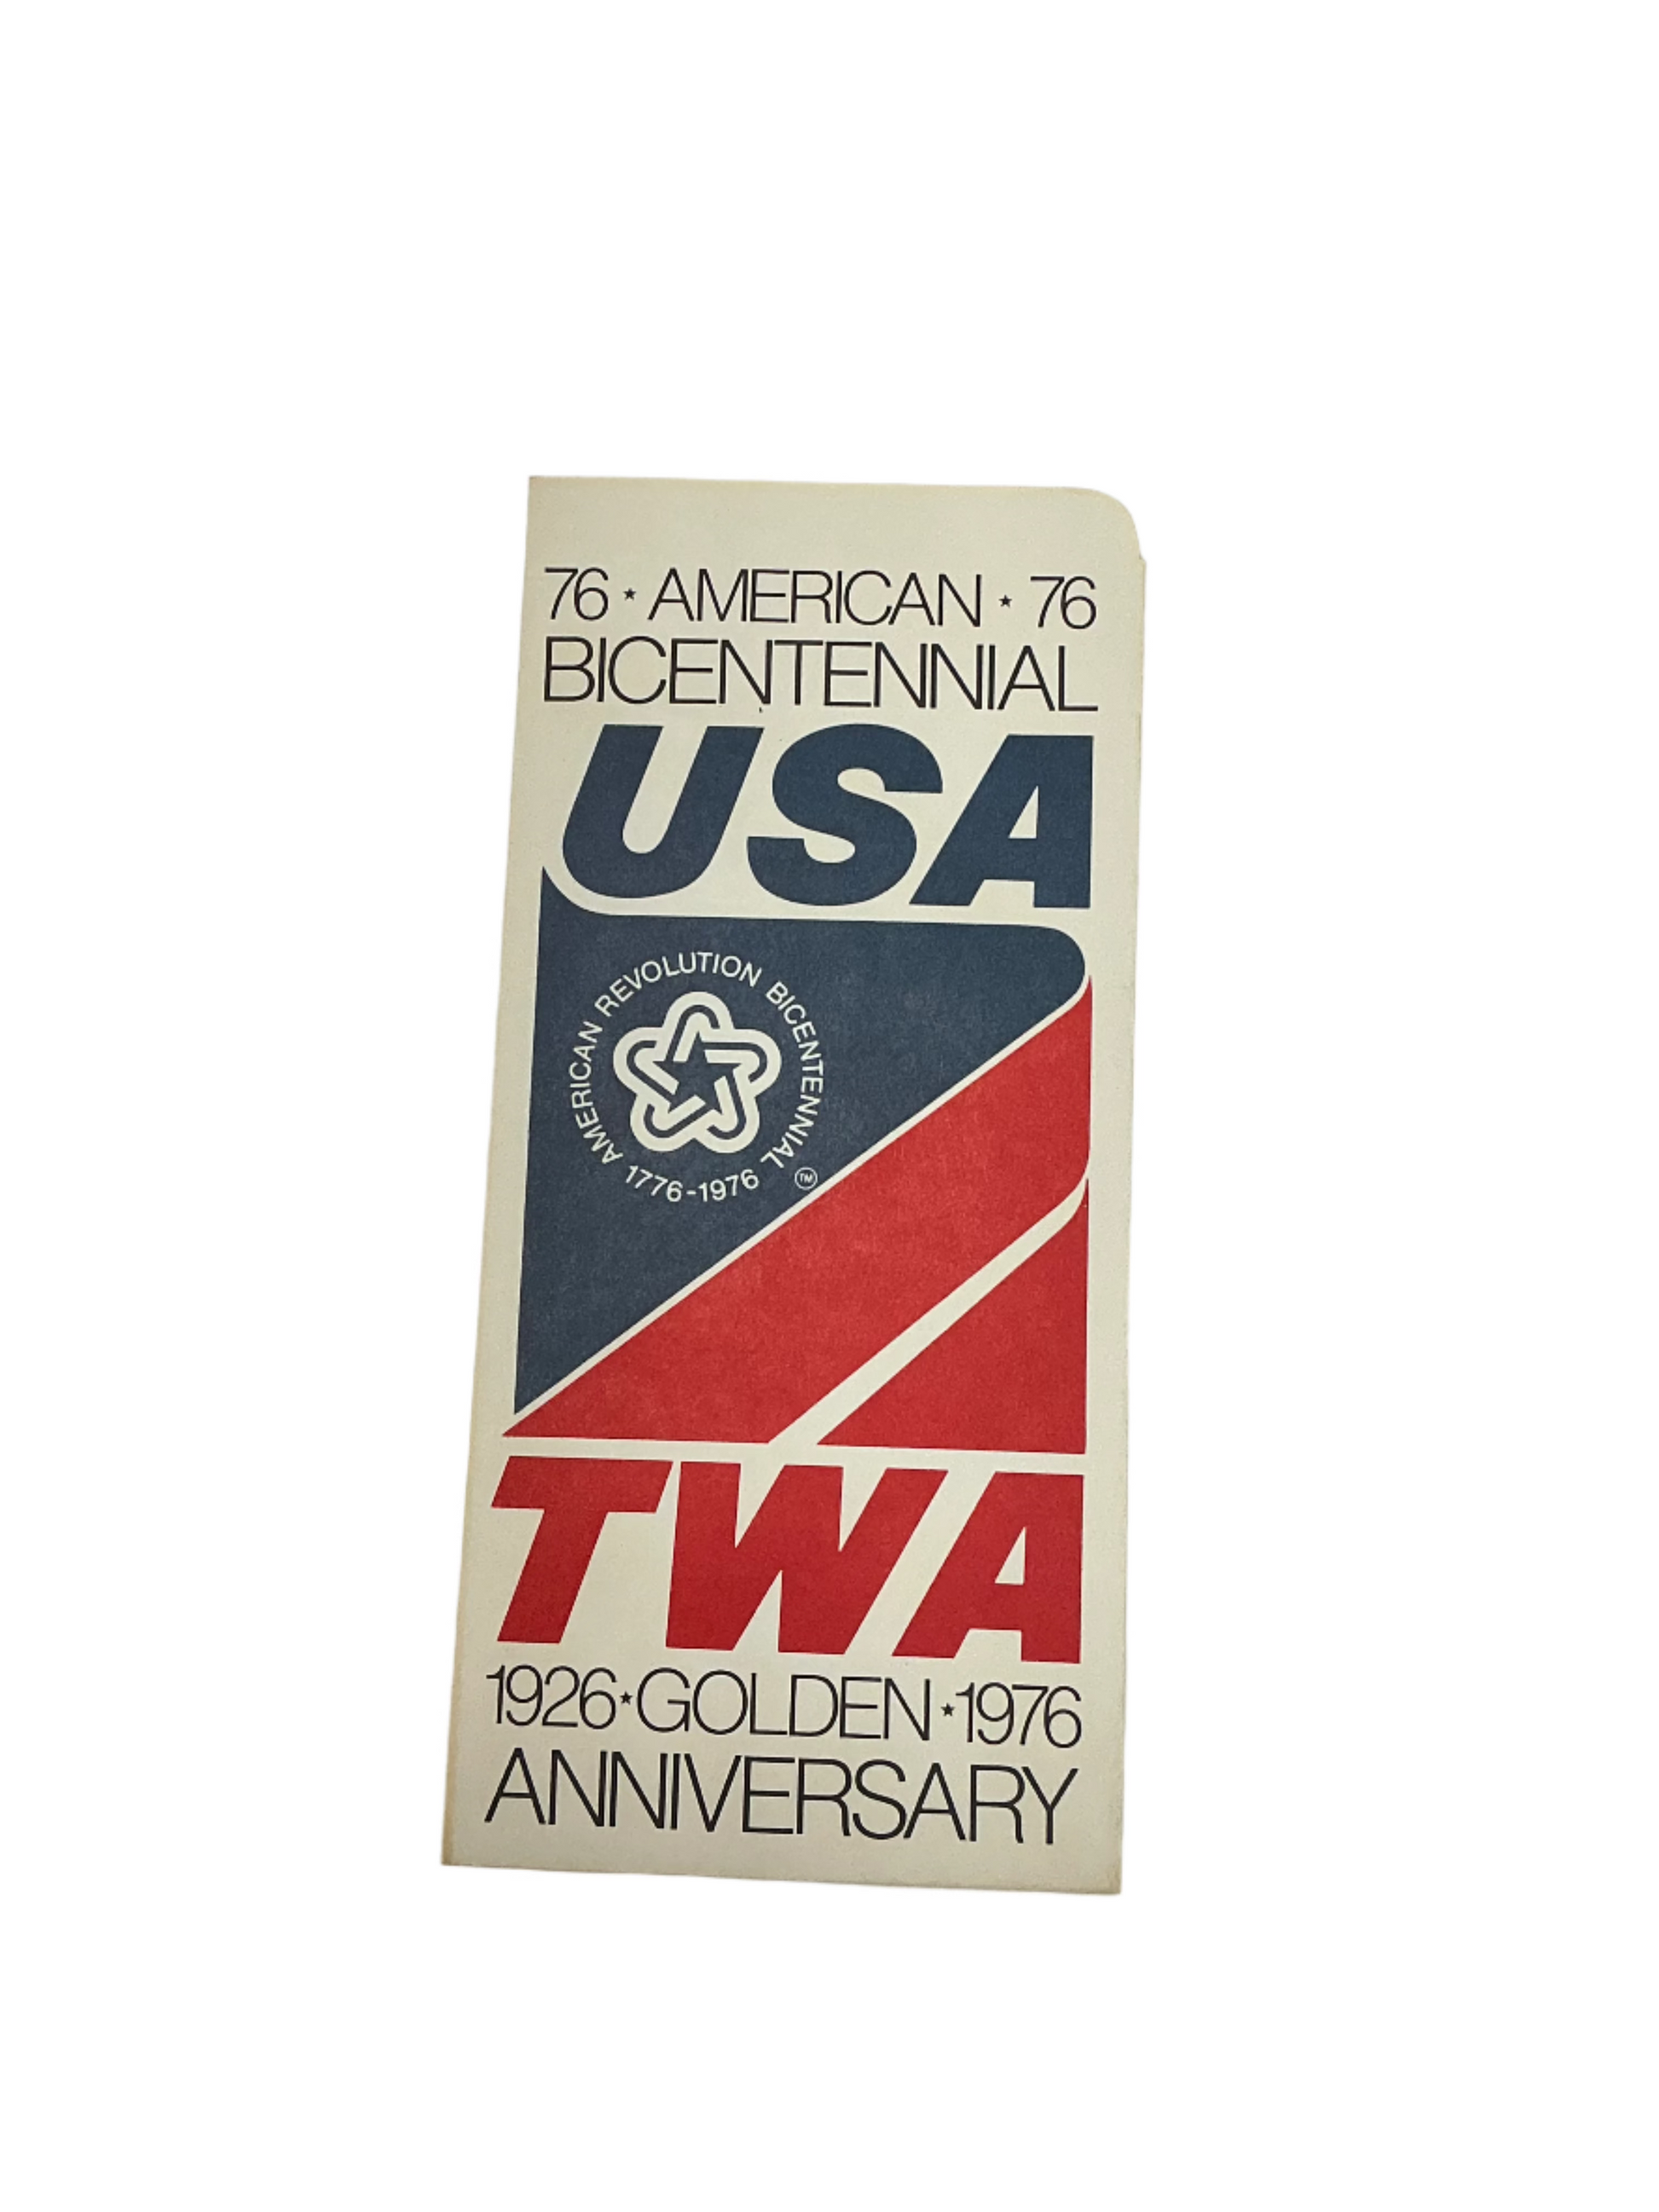 76 ★ AMERICAN ★ 76
BICENTENNIAL
USA
AMERICAN REVOLUTION BICENTENNIAL
1776-1976
TM
TWA
1926★GOLDEN★1976
ANNIVERSARY